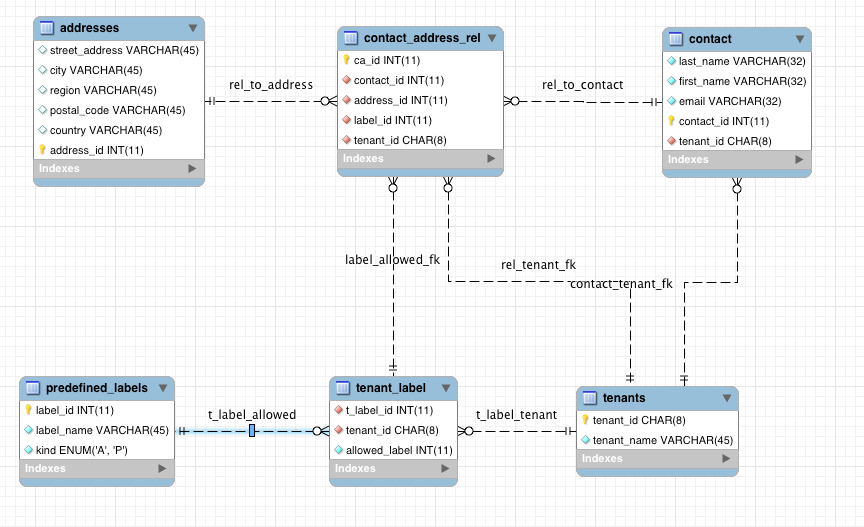 addresses
street_address VARCHAR(45)
city VARCHAR(45)
region VARCHAR(45)
postal_code VARCHAR(45)
country VARCHAR(45)
address_id INT(11)
Indexes
rel_to_address
contact_address_rel
ca_id INT(11)
contact_id INT(11)
address_id INT(11)
label_id INT(11)
tenant_id CHAR(8)
Indexes
rel_to_contact
contact
last_name VARCHAR(32)
first_name VARCHAR(32)
email VARCHAR(32)
contact_id INT(11)
tenant_id CHAR(8)
Indexes
label_allowed_fk
rel_tenant_fk
contact_tenant_fk
predefined_labels
label_id INT(11)
label_name VARCHAR(45)
kind ENUM('A', 'P')
Indexes
t_label_allowed
tenant_label
t_label_id INT(11)
tenant_id CHAR(8)
allowed_label INT(11)
Indexes
t_label_tenant
tenants
tenant_id CHAR(8)
tenant_name VARCHAR(45)
Indexes